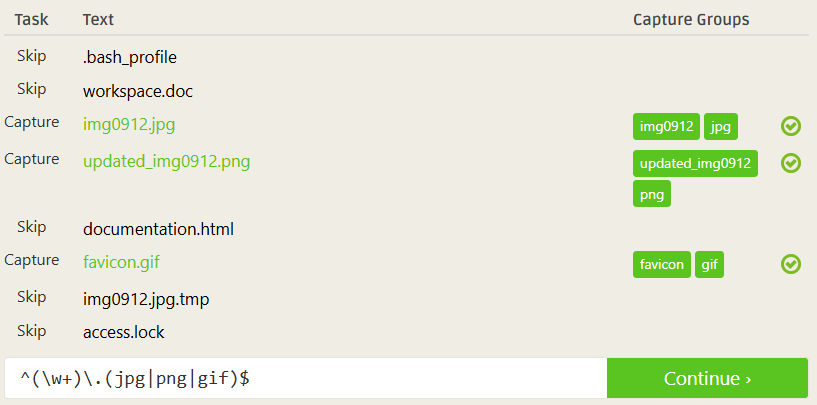 Task Text Capture Groups
Skip .bash_profile
Skip workspace.doc
Capture img0912.jpg img0912 jpg
Capture updated_img0912.png updated_img0912
png
Skip documentation.html
Capture favicon.gif favicon gif
Skip img0912.jpg.tmp
Skip access.lock
^(\w+)\.(jpg|png|gif)$ Continue ›